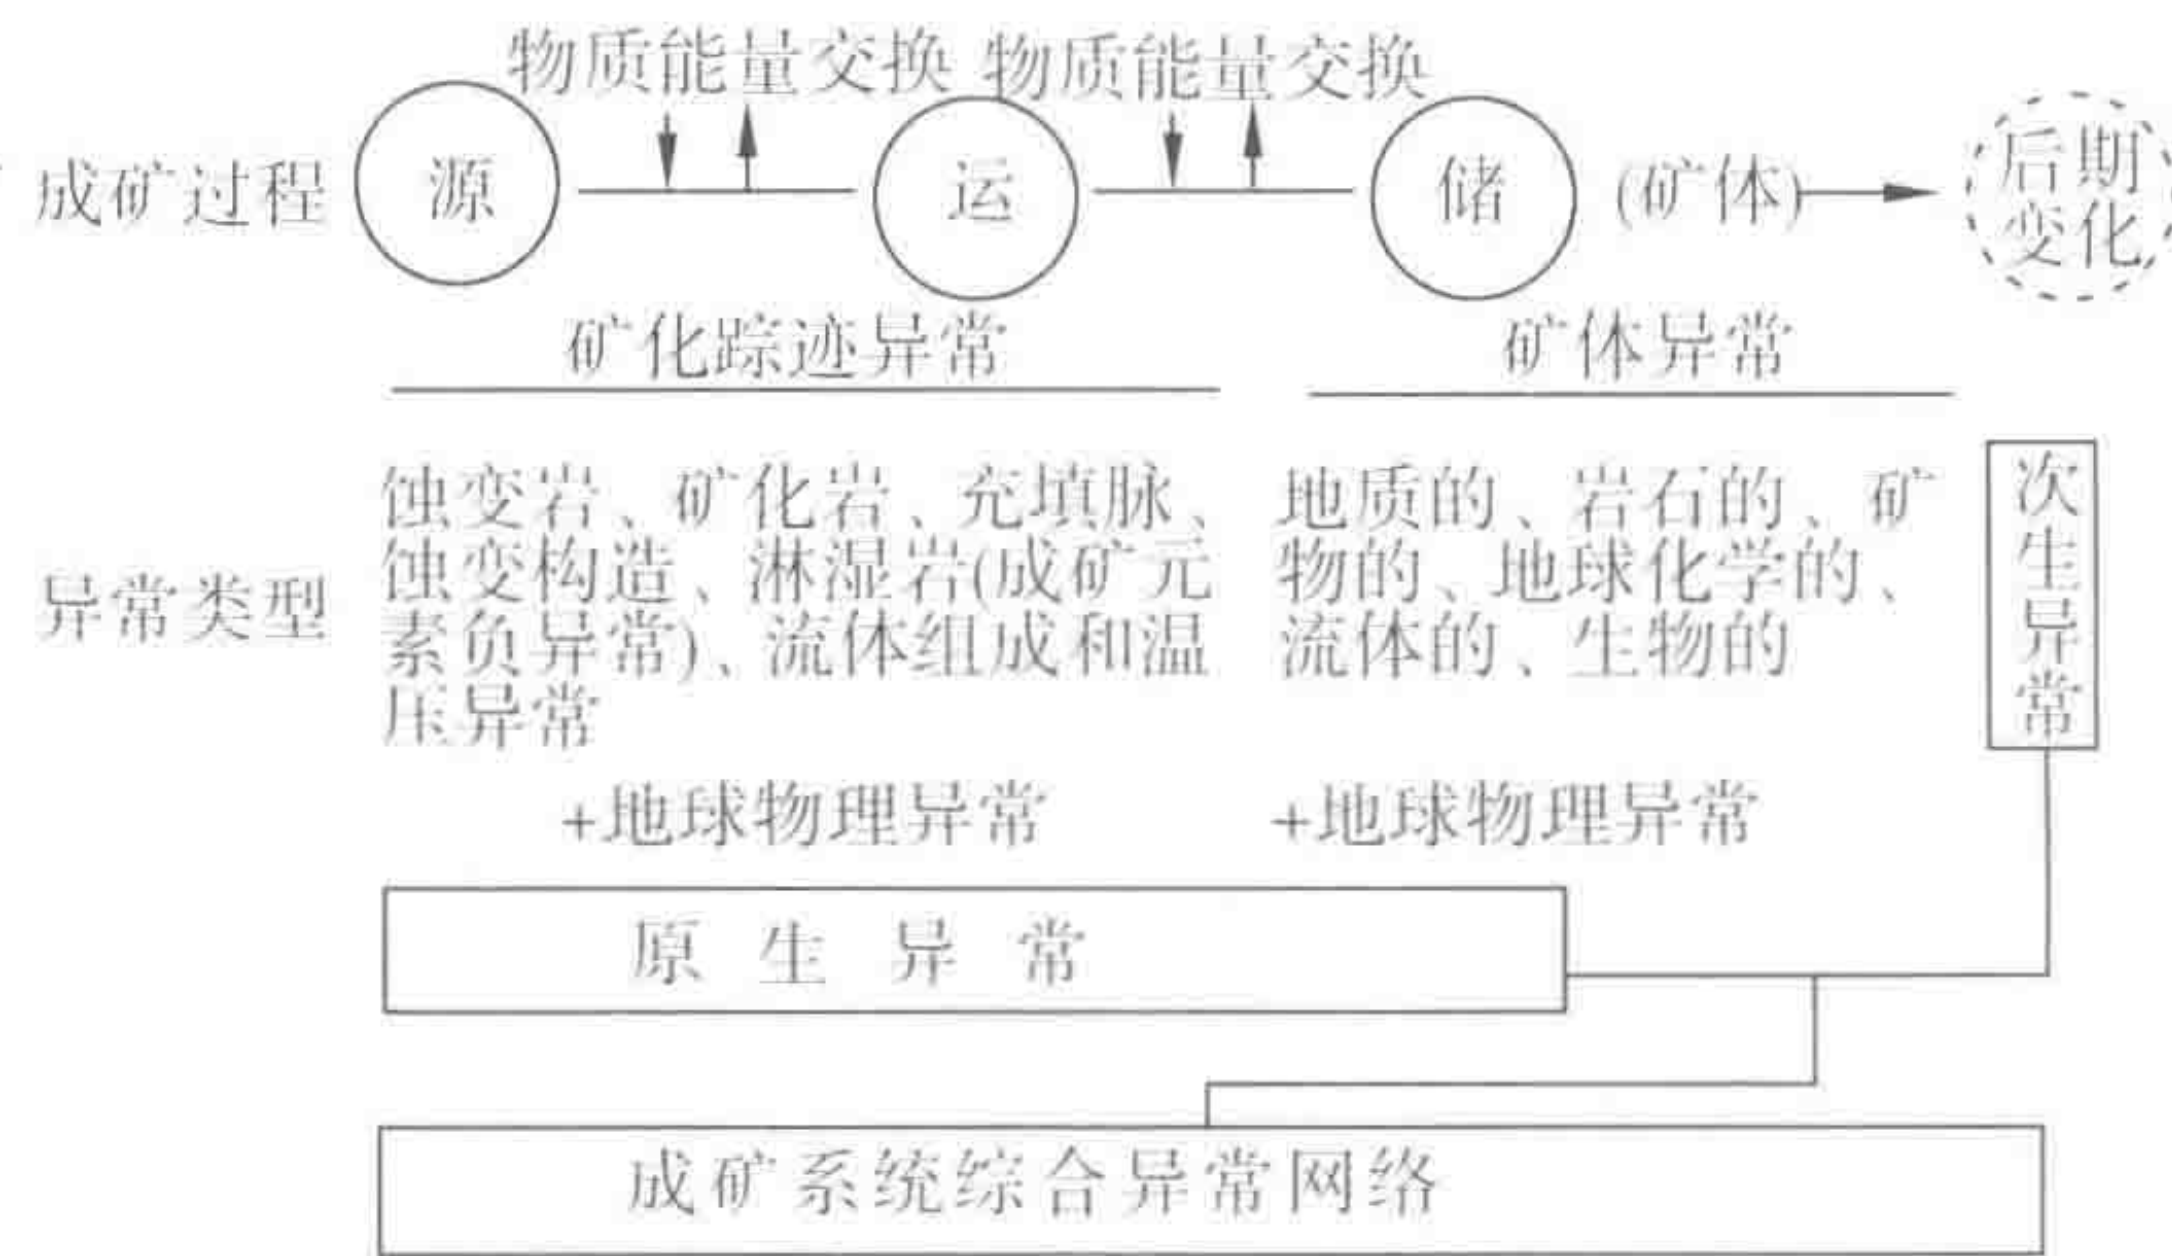 物质能量交换 物质能量交换
成矿过程 源 运 储 (矿体) 后期
变化
矿化踪迹异常 矿体异常
异常类型
蚀变岩、矿化岩、充填脉、
蚀变构造、淋湿岩(成矿元
素负异常)、流体组成和温
压异常
+地球物理异常
地质的、岩石的、矿
物的、地球化学的、
流体的、生物的
+地球物理异常
次生异常
原生异常
成矿系统综合异常网络